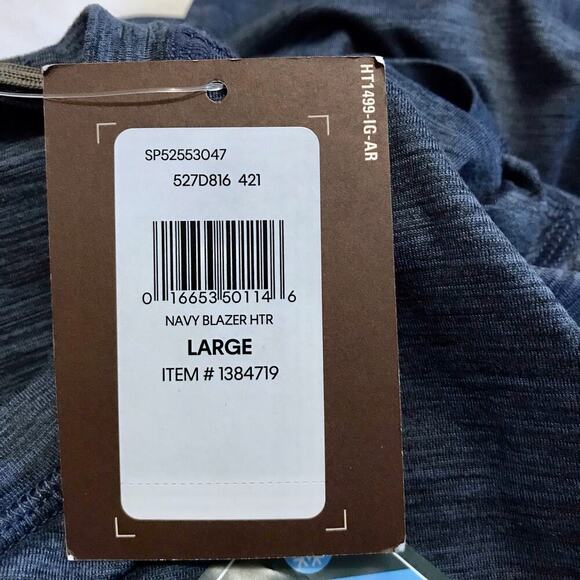 HT1499-IG-AR
SP52553047
527D816 421
0 16653 50114 6
NAVY BLAZER HTR
LARGE
ITEM # 1384719